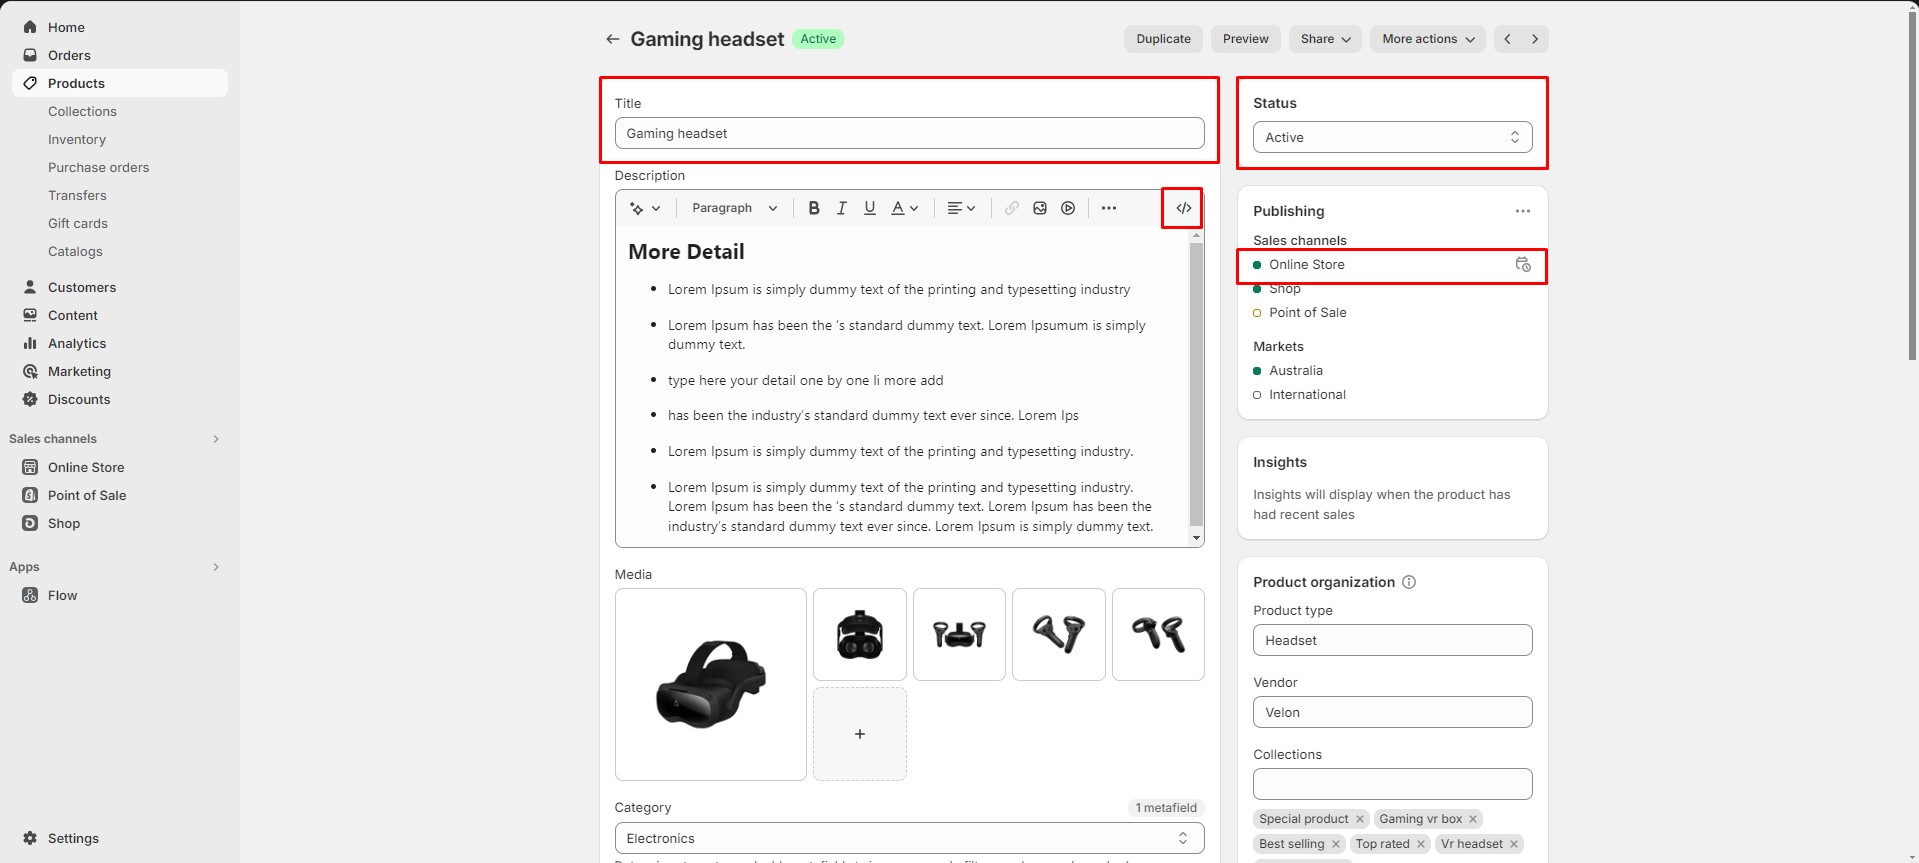 Home
Orders
Products
Collections
Inventory
Purchase orders
Transfers
Gift cards
Catalogs
Customers
Content
Analytics
Marketing
Discounts
Sales channels
Online Store
Point of Sale
Shop
Apps
Flow
Settings
Gaming headset Active
Duplicate Preview Share More actions
Title
Gaming headset
Description
Paragraph B I U A
More Detail
Lorem Ipsum is simply dummy text of the printing and typesetting industry
Lorem Ipsum has been the ’s standard dummy text. Lorem Ipsumum is simply
dummy text.
type here your detail one by one li more add
has been the industry’s standard dummy text ever since. Lorem Ips
Lorem Ipsum is simply dummy text of the printing and typesetting industry.
Lorem Ipsum is simply dummy text of the printing and typesetting industry.
Lorem Ipsum has been the ’s standard dummy text. Lorem Ipsum has been the
industry’s standard dummy text ever since. Lorem Ipsum is simply dummy text.
Media
Category 1 metafield
Electronics
Status
Active
Publishing
Sales channels
Online Store
Shop
Point of Sale
Markets
Australia
International
Insights
Insights will display when the product has
had recent sales
Product organization
Product type
Headset
Vendor
Velon
Collections
Special product Gaming vr box
Best selling Top rated Vr headset